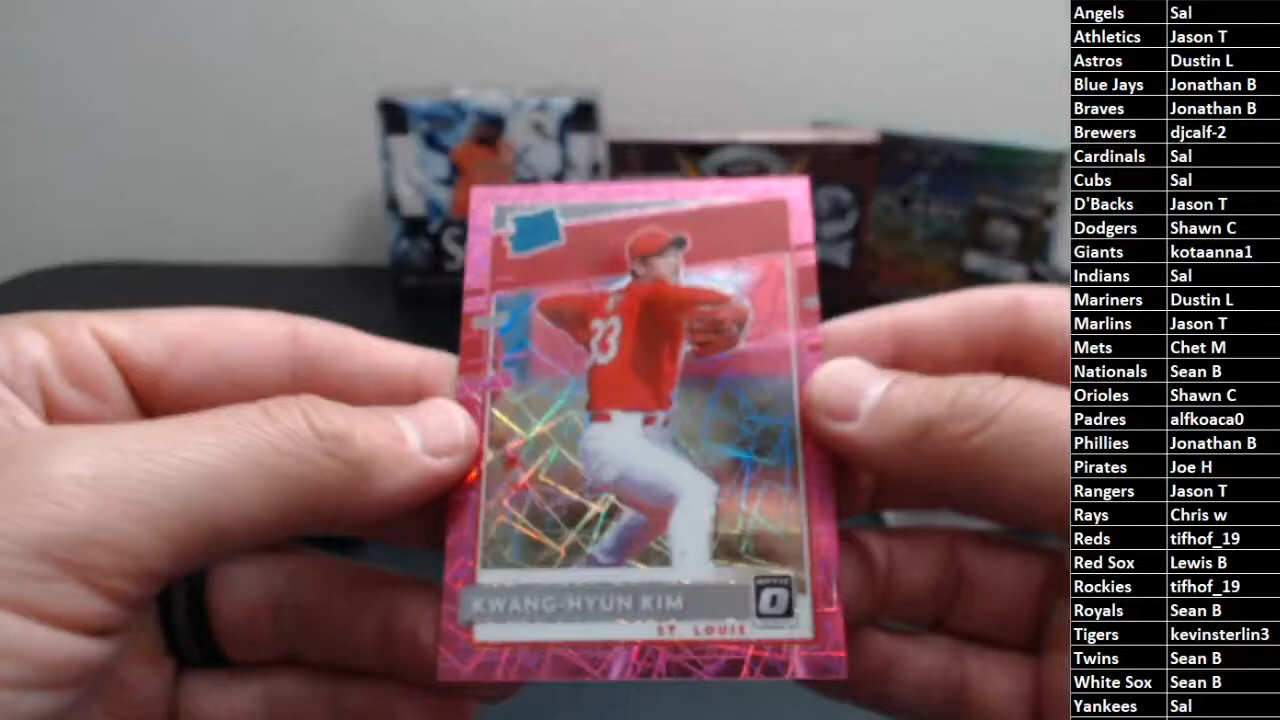 33
KWANG-HYUN KIM
OPTIC
ST. LOUIS
Angels Sal
Athletics Jason T
Astros Dustin L
Blue Jays Jonathan B
Braves Jonathan B
Brewers djcalf-2
Cardinals Sal
Cubs Sal
D'Backs Jason T
Dodgers Shawn C
Giants kotaanna1
Indians Sal
Mariners Dustin L
Marlins Jason T
Mets Chet M
Nationals Sean B
Orioles Shawn C
Padres alfkoaca0
Phillies Jonathan B
Pirates Joe H
Rangers Jason T
Rays Chris w
Reds tifhof_19
Red Sox Lewis B
Rockies tifhof_19
Royals Sean B
Tigers kevinsterlin3
Twins Sean B
White Sox Sean B
Yankees Sal